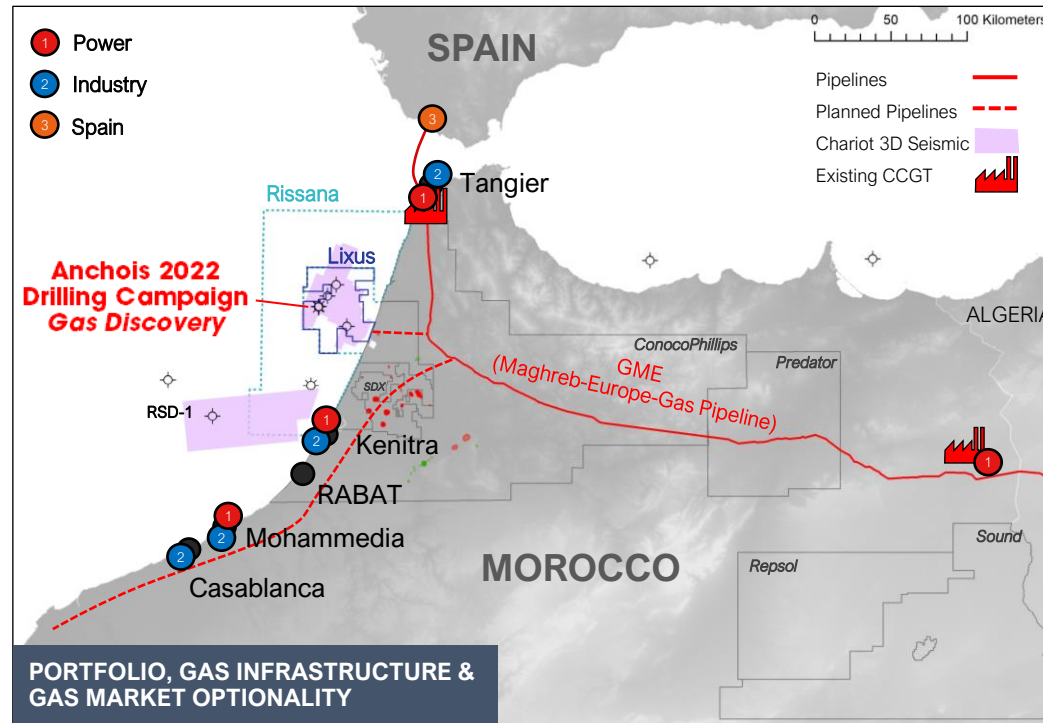 SPAIN
0 50 100 Kilometers
1 Power
2 Industry
3 Spain
Pipelines
Planned Pipelines
Chariot 3D Seismic
Existing CCGT
3
2
Tangier
1
Rissana
Lixus
Anchois 2022
Drilling Campaign
Gas Discovery
ALGERIA
ConocoPhillips
Predator
GME
(Maghreb-Europe-Gas Pipeline)
SDX
RSD-1
1
2
Kenitra
1
RABAT
1
2
Mohammedia
2
Casablanca
MOROCCO
Sound
Repsol
PORTFOLIO, GAS INFRASTRUCTURE &
GAS MARKET OPTIONALITY